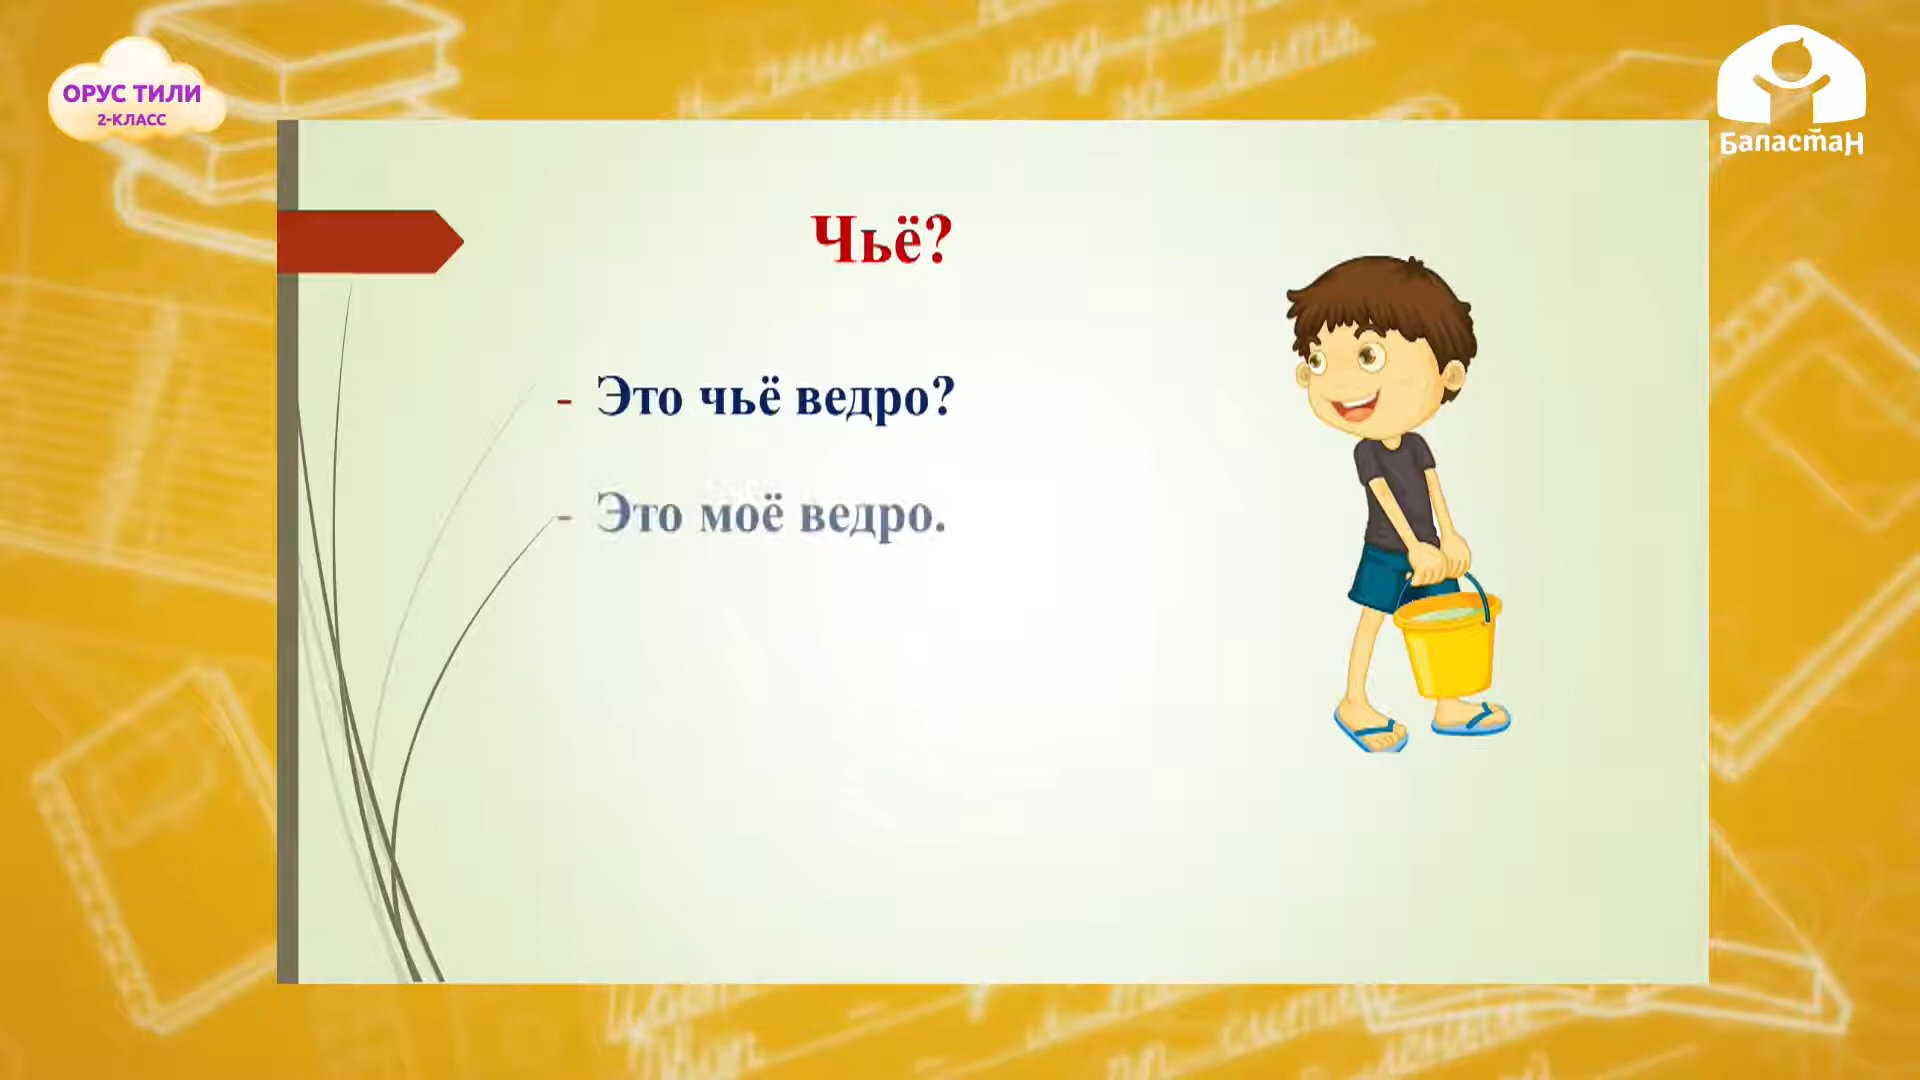 ОРУС ТИЛИ
2-КЛАСС
Баластан
Чьё?
- Это чьё ведро?
- Это моё ведро.